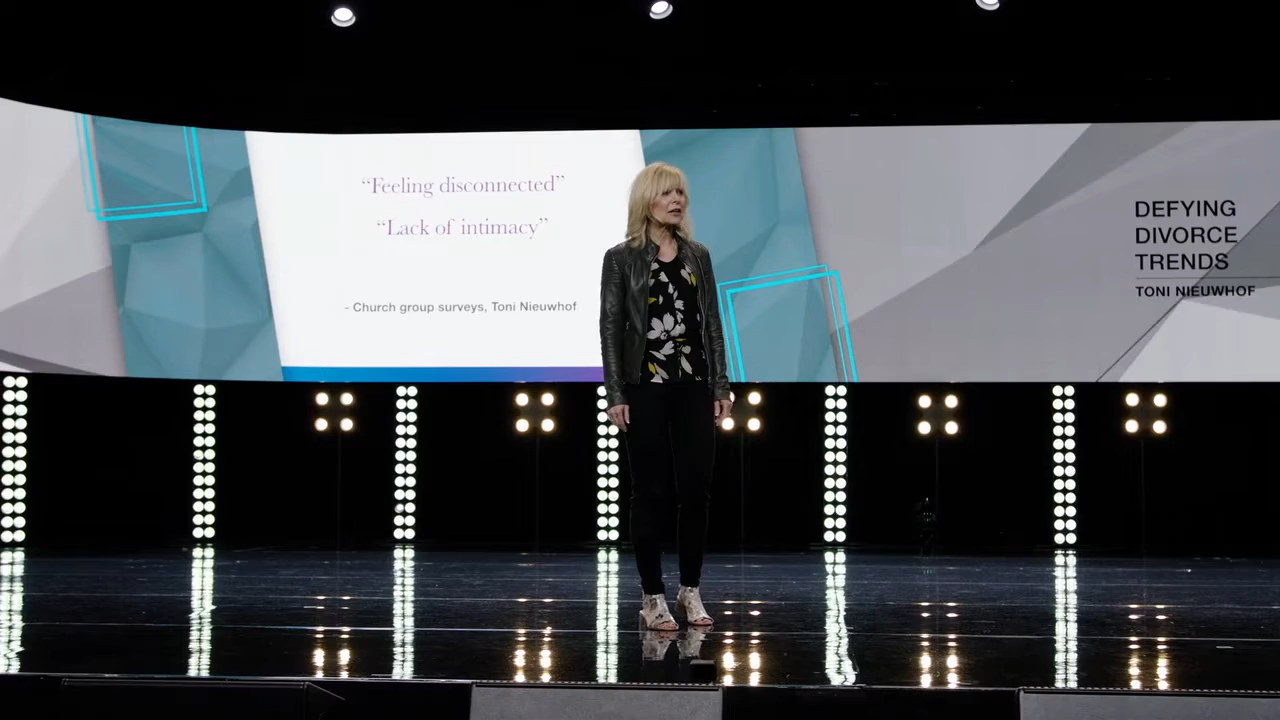 “Feeling disconnected”
“Lack of intimacy”
- Church group surveys, Toni Nieuwhof
DEFYING
DIVORCE
TRENDS
TONI NIEUWHOF